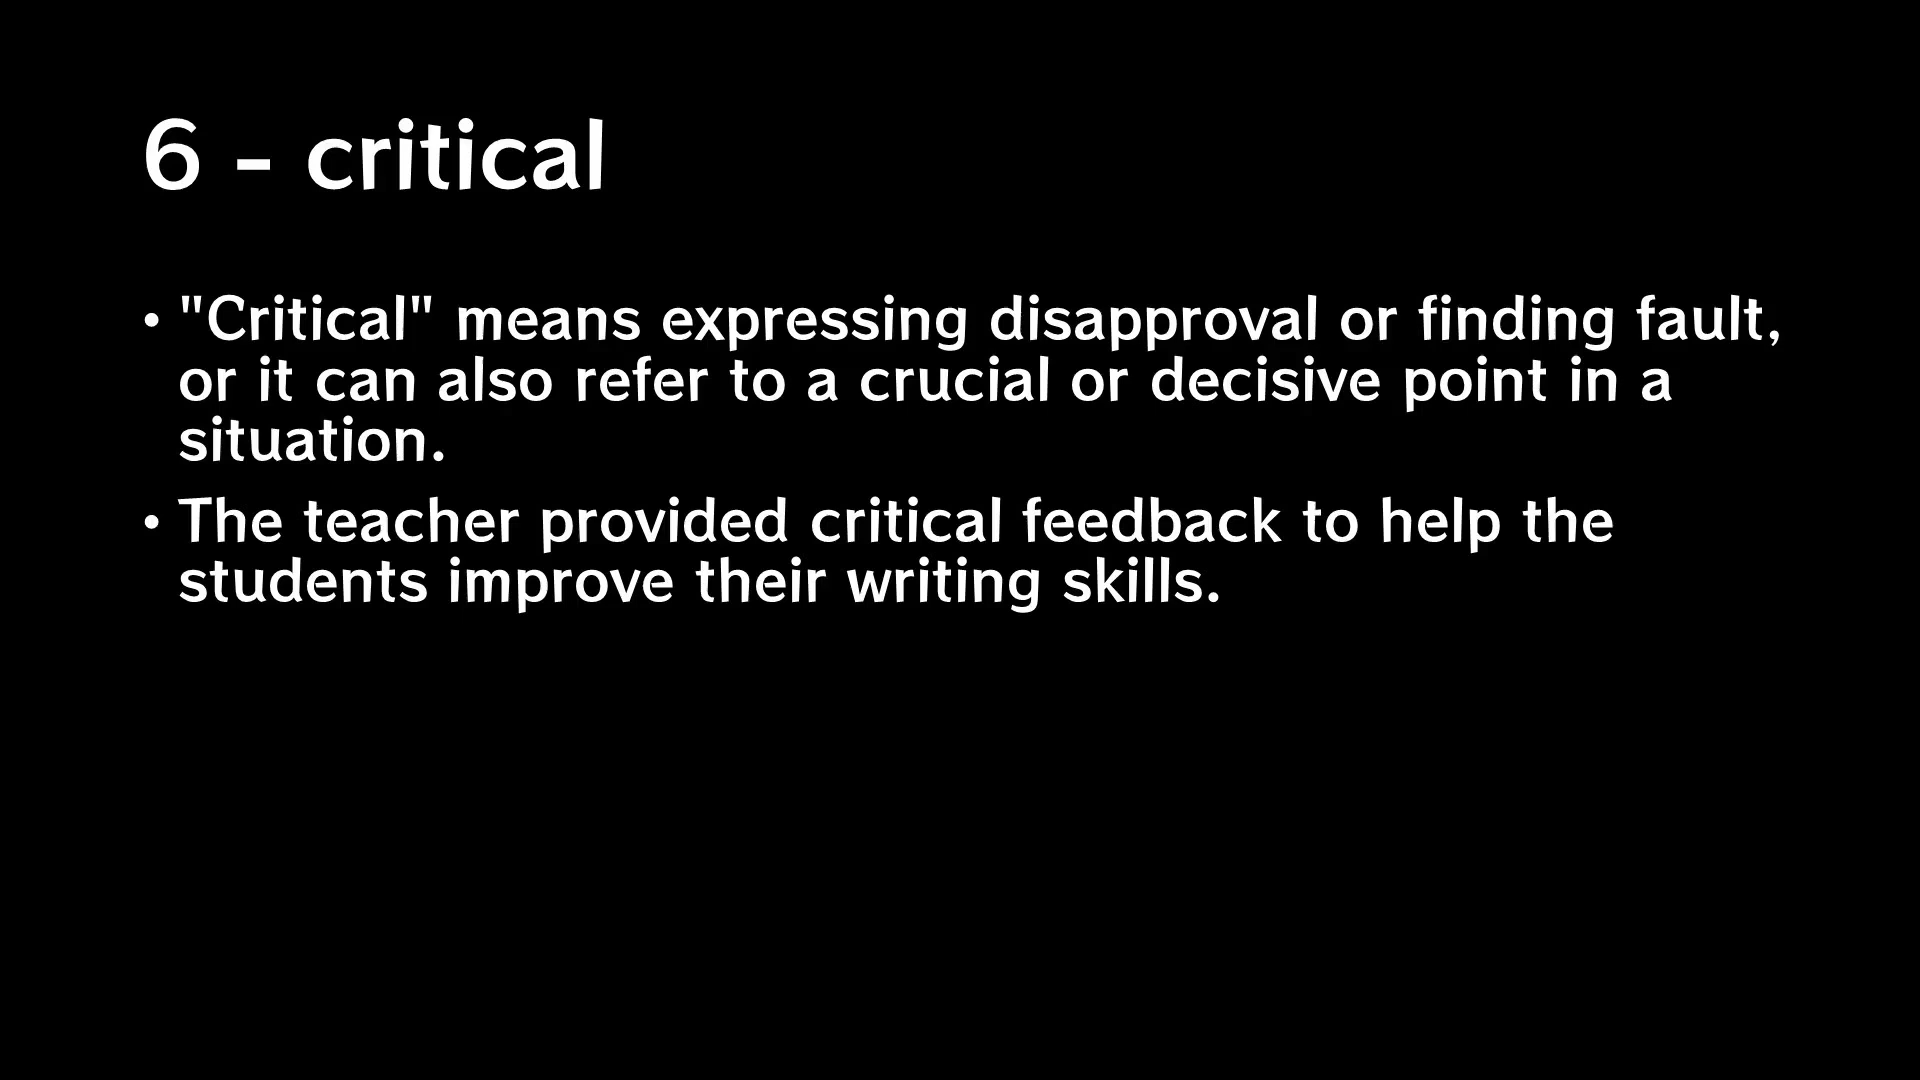 6 - critical
• "Critical" means expressing disapproval or finding fault,
or it can also refer to a crucial or decisive point in a
situation.
• The teacher provided critical feedback to help the
students improve their writing skills.